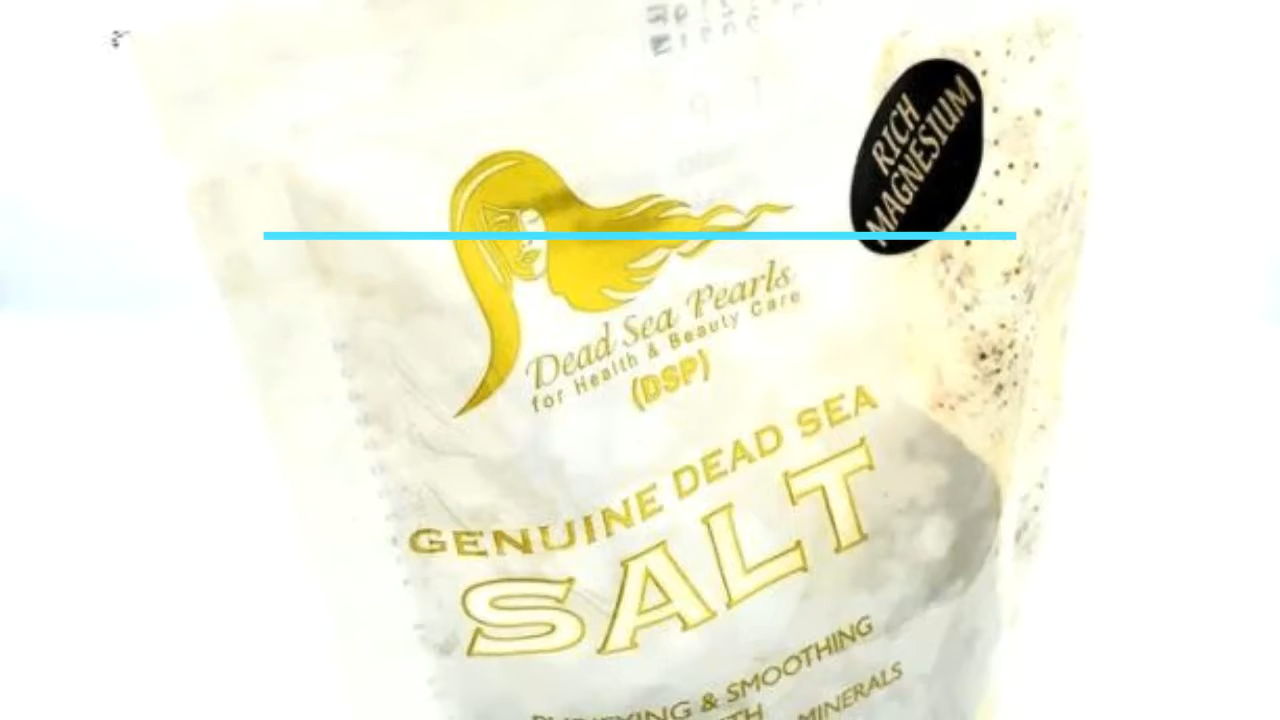 RICH
MAGNESIUM
Dead Sea Pearls
for Health & Beauty Care
(DSP)
GENUINE DEAD SEA
SALT
& SMOOTHING
MINERALS